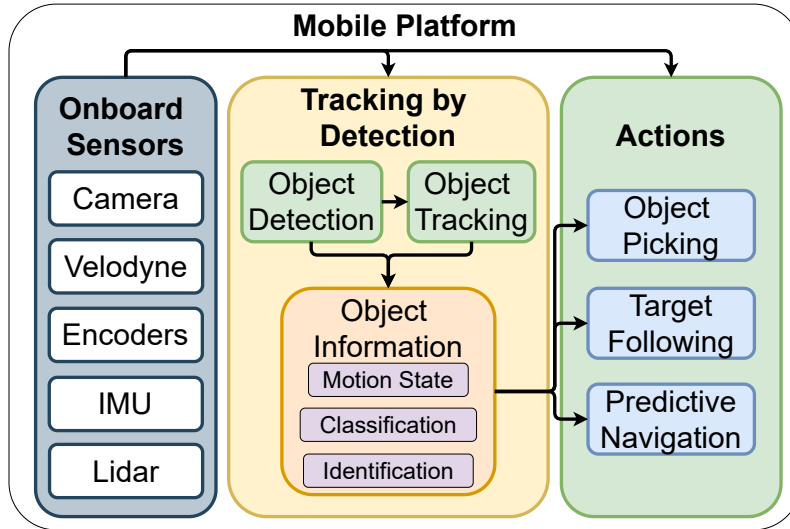 Mobile Platform
Onboard
Sensors
Camera
Velodyne
Encoders
IMU
Lidar
Tracking by
Detection
Object
Detection
Object
Tracking
Object
Information
Motion State
Classification
Identification
Actions
Object
Picking
Target
Following
Predictive
Navigation